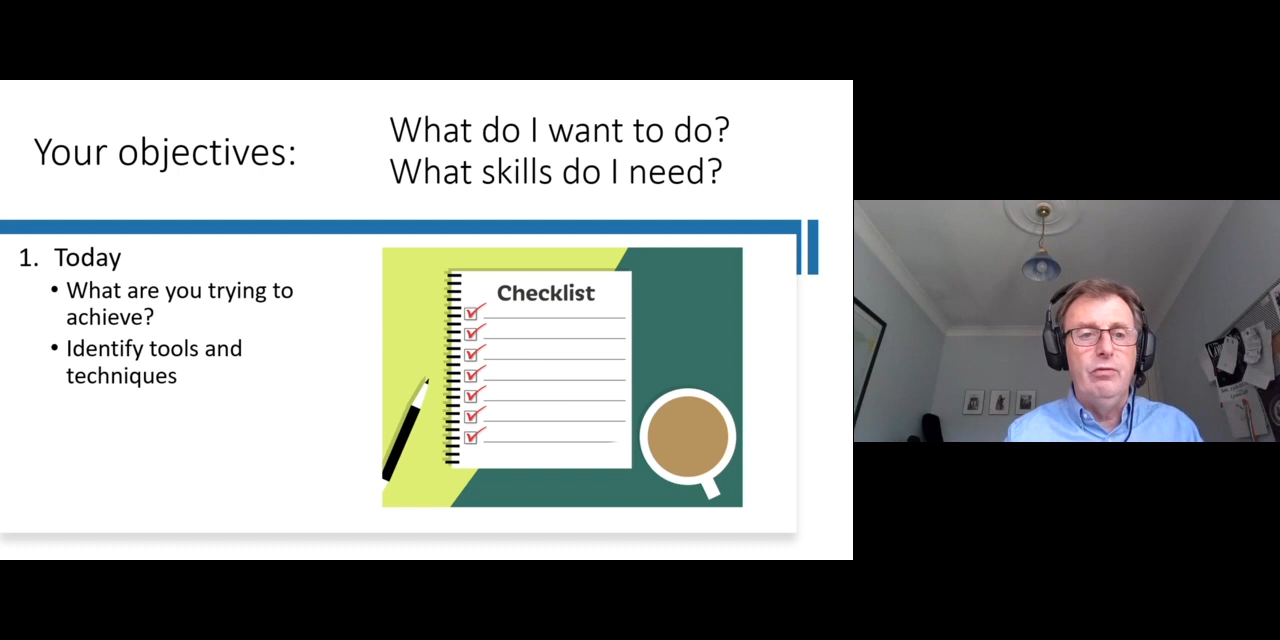 Your objectives:
What do I want to do?
What skills do I need?
1. Today
• What are you trying to
achieve?
• Identify tools and
techniques
Checklist